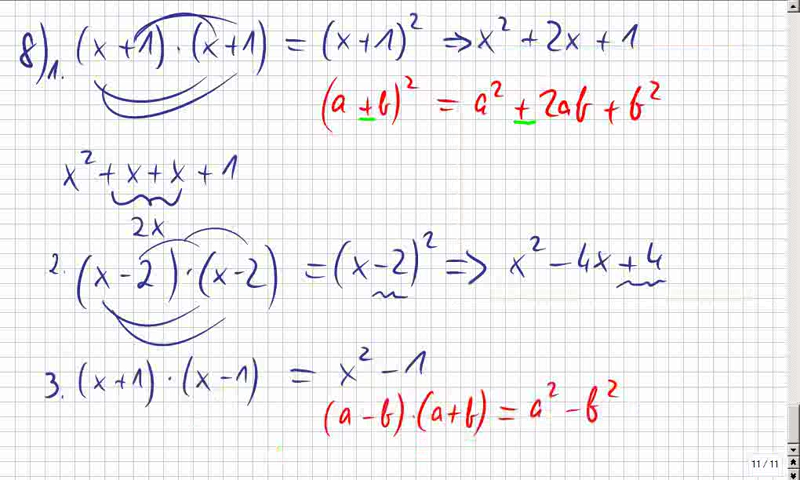 8) 1. (x+1)·(x+1) = (x+1)² ⇒ x² + 2x + 1
(a+b)² = a² + 2ab + b²
x² + x + x + 1
2x
2. (x-2)·(x-2) = (x-2)² => x² - 4x + 4
3. (x+1)·(x-1) = x² - 1
(a-b)·(a+b) = a² - b²
11/11